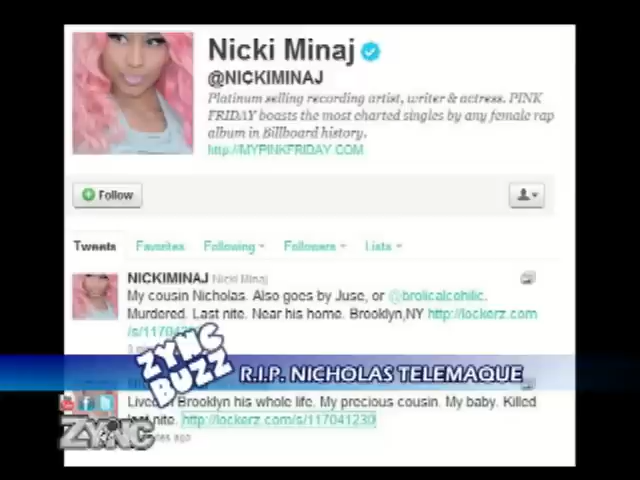 Nicki Minaj
@NICKIMINAJ
Platinum selling recording artist, writer & actress. PINK
FRIDAY boasts the most charted singles by any female rap
album in Billboard history.
http://MYPINKFRIDAY.COM
Follow
Tweets Favorites Following Followers Lists
NICKIMINAJ Nicki Minaj
My cousin Nicholas. Also goes by Juse, or @brolicalcohilic.
Murdered. Last nite. Near his home. Brooklyn,NY http://lockerz.com
/s/11704
ZYNC
BUZZ
R.I.P. NICHOLAS TELEMAQUE
Lived Brooklyn his whole life. My precious cousin. My baby. Killed
last nite. http://lockerz.com/s/117041230
ago
ZYNC